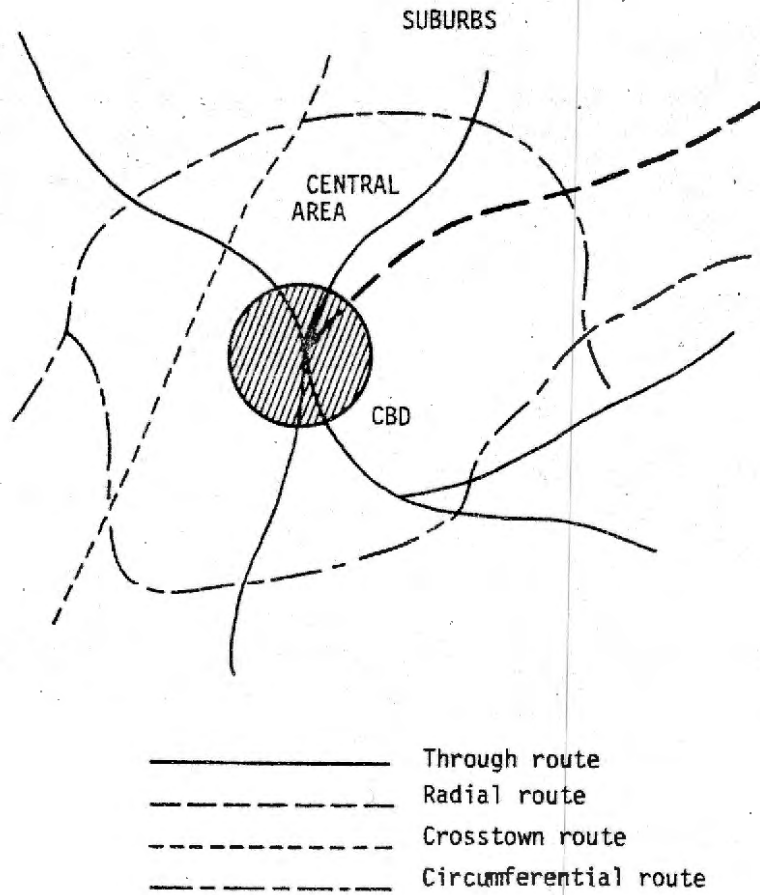 SUBURBS
CENTRAL
AREA
CBD
Through route
Radial route
Crosstown route
Circumferential route